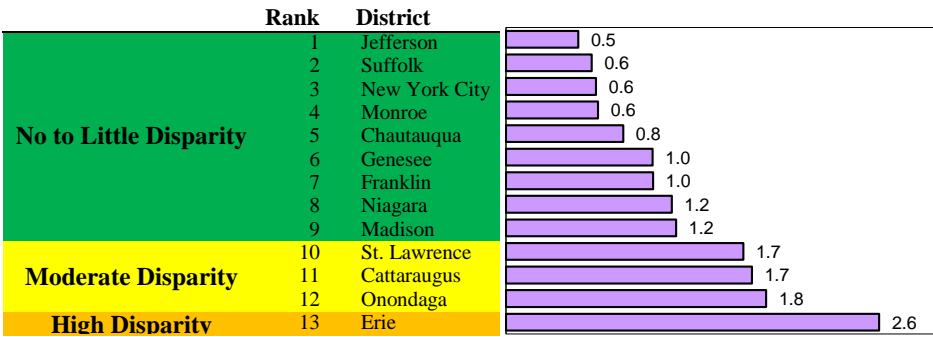 Rank District
1 Jefferson 0.5
2 Suffolk 0.6
3 New York City 0.6
4 Monroe 0.6
No to Little Disparity 5 Chautauqua 0.8
6 Genesee 1.0
7 Franklin 1.0
8 Niagara 1.2
9 Madison 1.2
10 St. Lawrence 1.7
Moderate Disparity 11 Cattaraugus 1.7
12 Onondaga 1.8
High Disparity 13 Erie 2.6